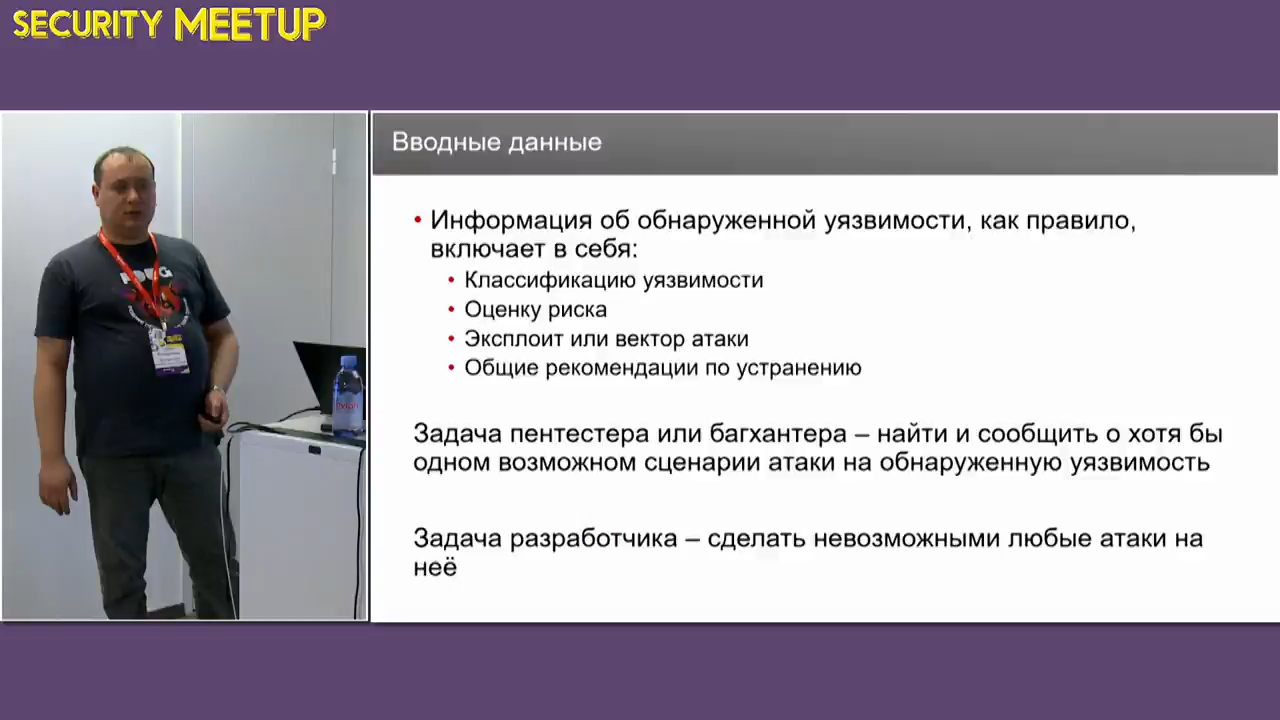 SECURITY MEETUP
Вводные данные
• Информация об обнаруженной уязвимости, как правило,
включает в себя:
• Классификацию уязвимости
• Оценку риска
• Эксплоит или вектор атаки
• Общие рекомендации по устранению
Задача пентестера или багхантера – найти и сообщить о хотя бы
одном возможном сценарии атаки на обнаруженную уязвимость
Задача разработчика – сделать невозможными любые атаки на
неё
evian